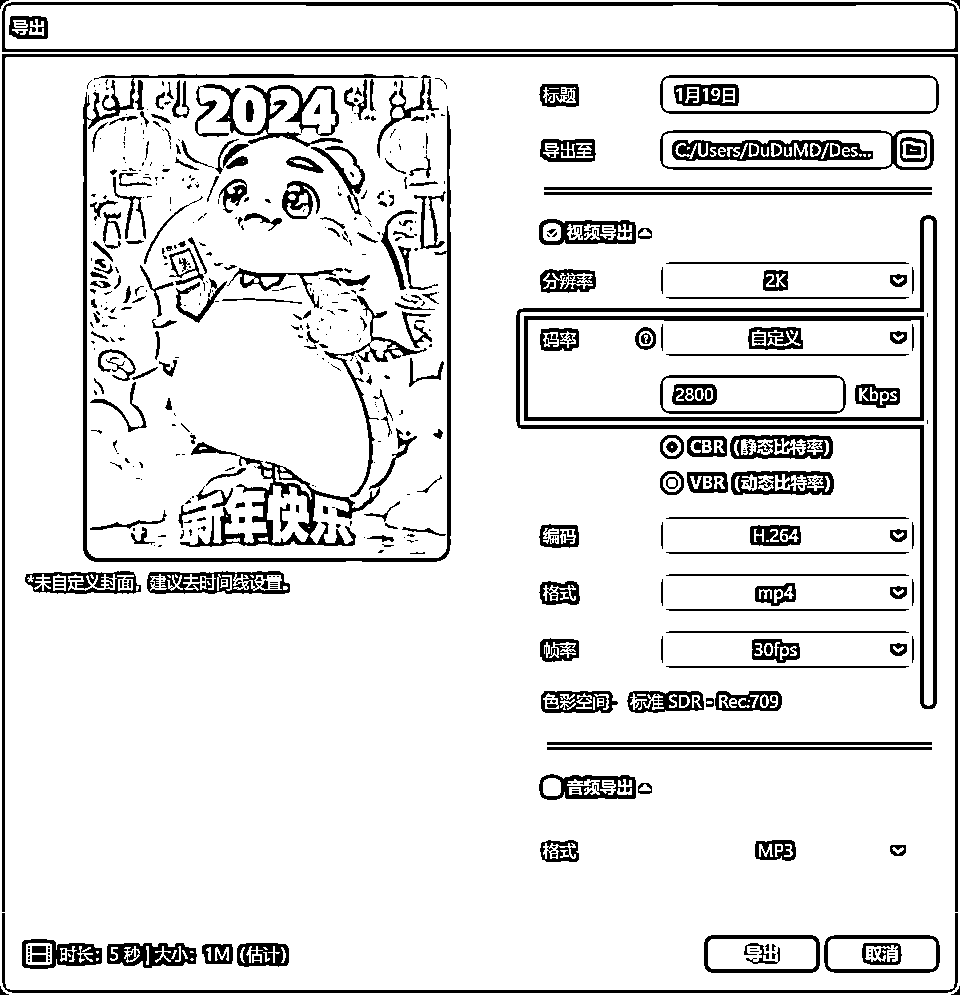 导出
2024
新年快乐
*未自定义封面,建议去时间线设置。
标题 1月19日
导出至 C:/Users/DuDuMD/Des...
视频导出
分辨率 2K
码率 自定义
2800 Kbps
CBR (静态比特率)
VBR (动态比特率)
编码 H.264
格式 mp4
帧率 30fps
色彩空间- 标准 SDR - Rec.709
音频导出
格式 MP3
时长: 5 秒 | 大小: 1M (估计)
导出 取消